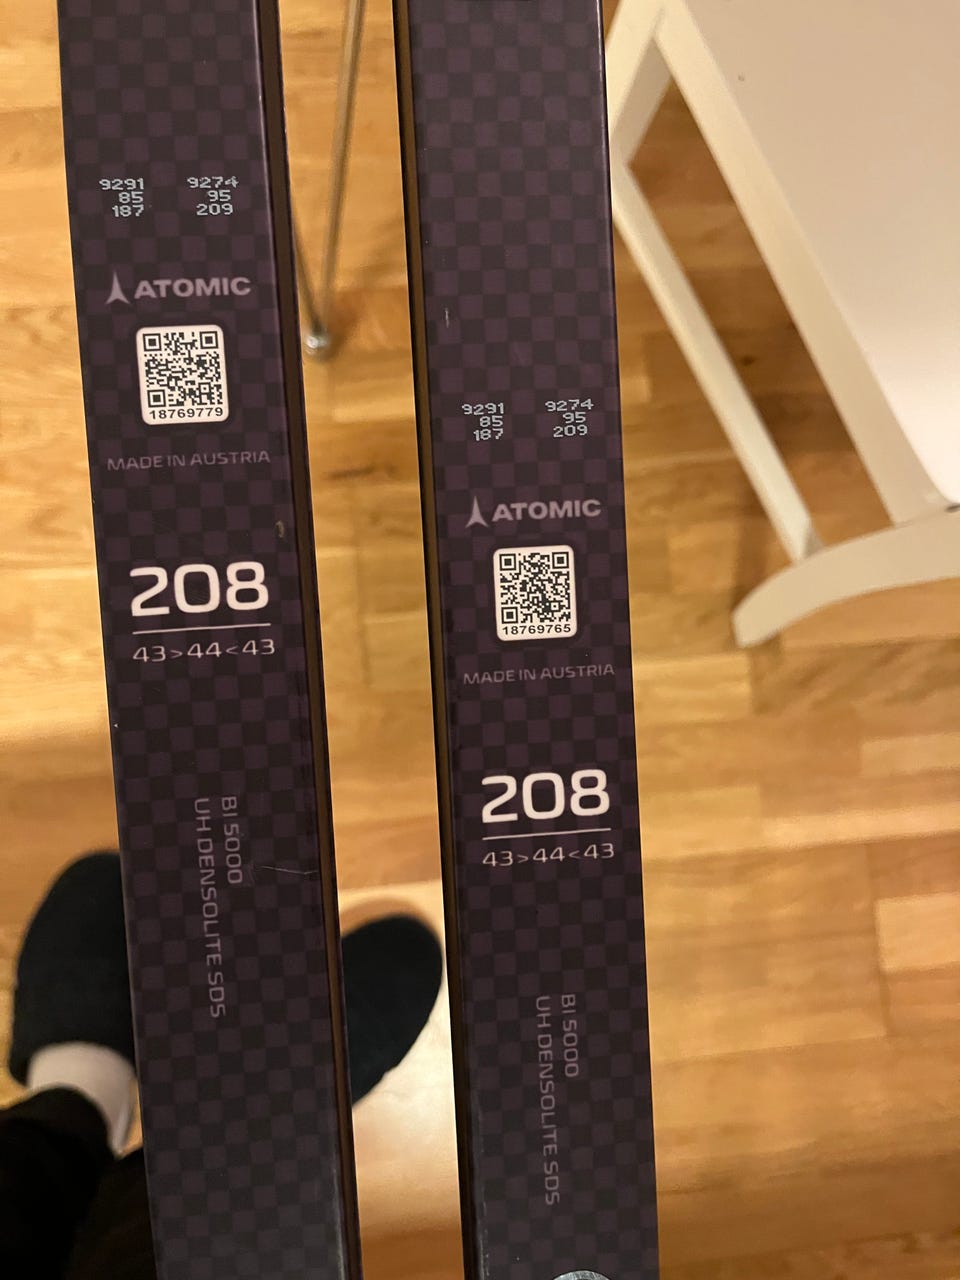 9291 9274
85 95
187 209
ATOMIC
18769779
MADE IN AUSTRIA
208
43>44<43
BI 5000
UH DENSOLITE SDS
9291 9274
85 95
187 209
ATOMIC
18769765
MADE IN AUSTRIA
208
43>44<43
BI 5000
UH DENSOLITE SDS